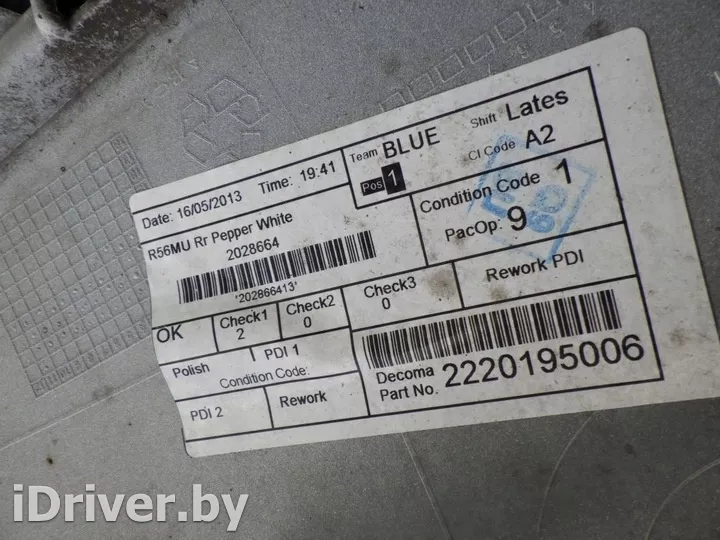 Date: 16/05/2013 Time: 19:41
Team BLUE Shift Lates
Pos 1 CI Code A2
R56MU Rr Pepper White
2028664
'202866413'
Condition Code 1
PacOp: 9
OK Check1 2 Check2 0 Check3 0 Rework PDI
Polish PDI 1
Condition Code:
PDI 2 Rework
Decoma Part No. 2220195006
iDriver.by